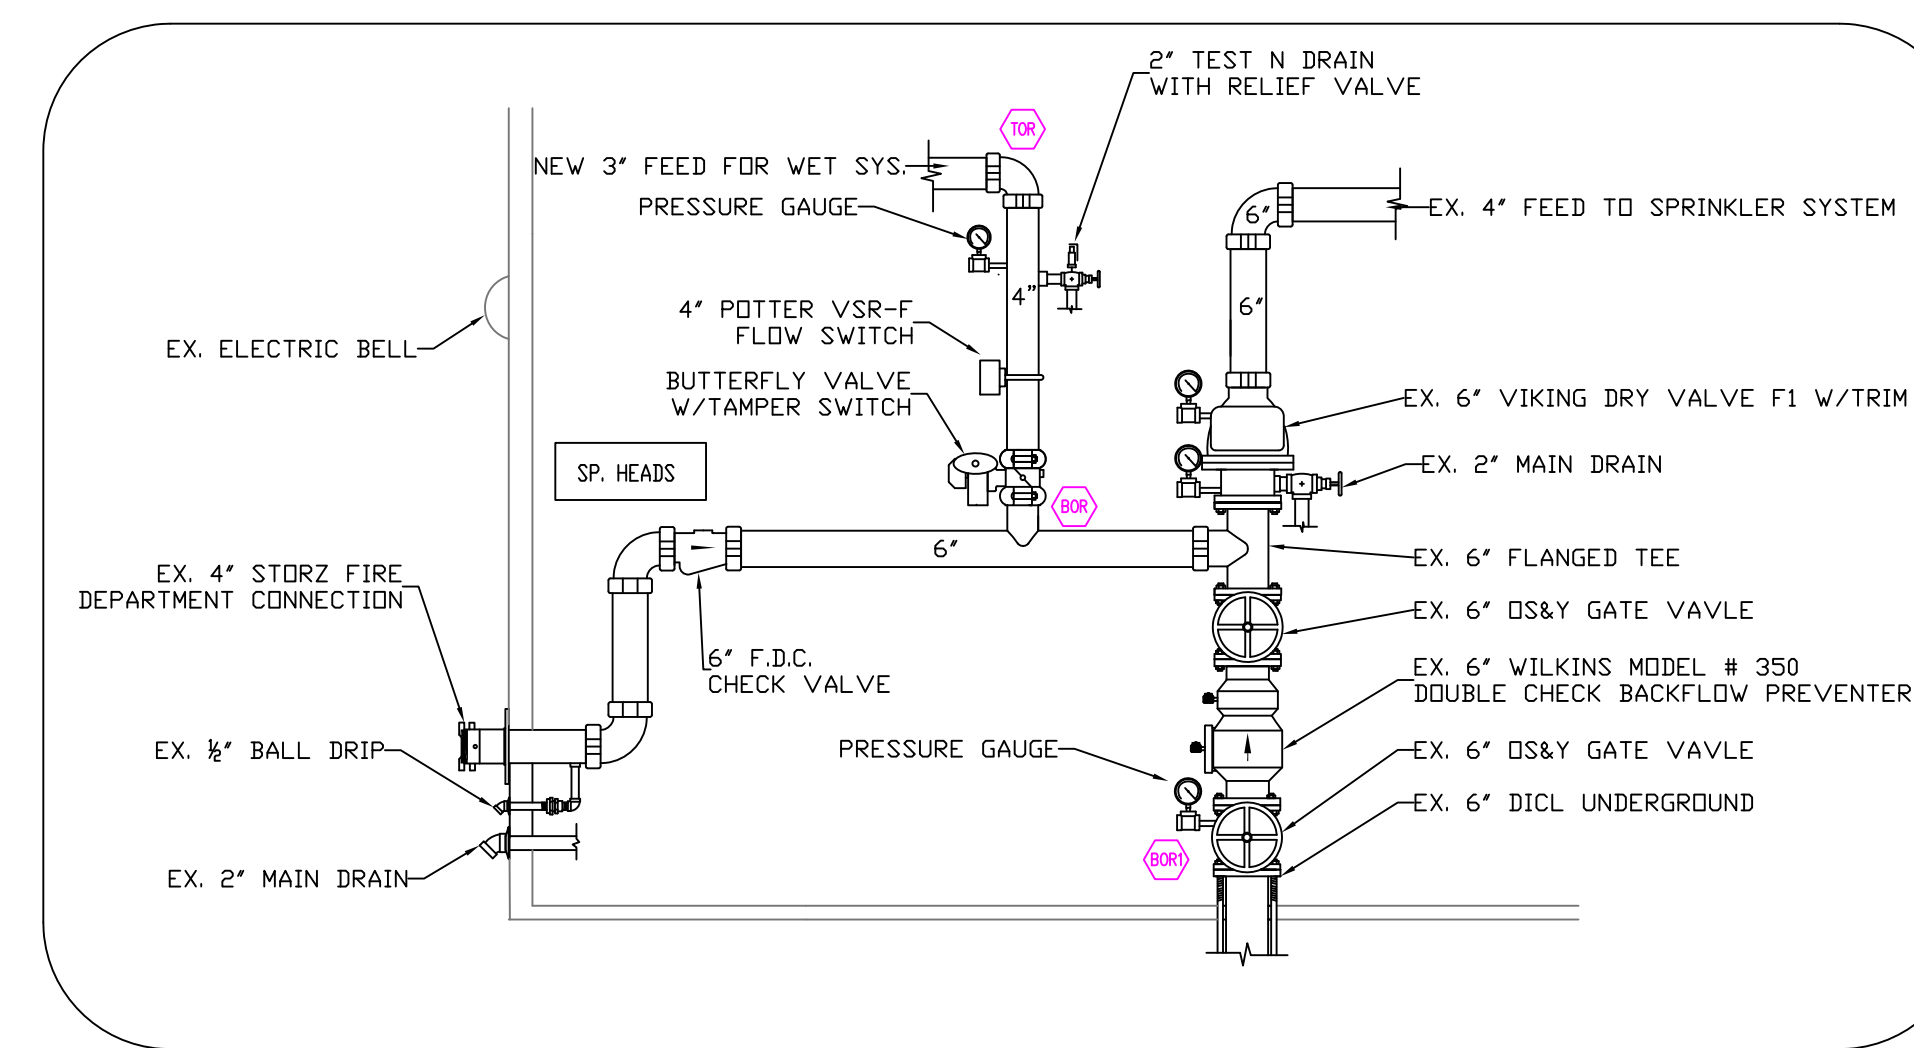 2" TEST N DRAIN
WITH RELIEF VALVE
TOR
NEW 3" FEED FOR WET SYS.
PRESSURE GAUGE
6"
EX. 4" FEED TO SPRINKLER SYSTEM
4"
6"
4" POTTER VSR-F
FLOW SWITCH
EX. ELECTRIC BELL
BUTTERFLY VALVE
W/TAMPER SWITCH
EX. 6" VIKING DRY VALVE F1 W/TRIM
SP. HEADS
EX. 2" MAIN DRAIN
BOR
6"
EX. 6" FLANGED TEE
EX. 4" STORZ FIRE
DEPARTMENT CONNECTION
EX. 6" OS&Y GATE VAVLE
6" F.D.C.
CHECK VALVE
EX. 6" WILKINS MODEL # 350
DOUBLE CHECK BACKFLOW PREVENTER
EX. ½" BALL DRIP
PRESSURE GAUGE
EX. 6" OS&Y GATE VAVLE
EX. 6" DICL UNDERGROUND
BOR1
EX. 2" MAIN DRAIN